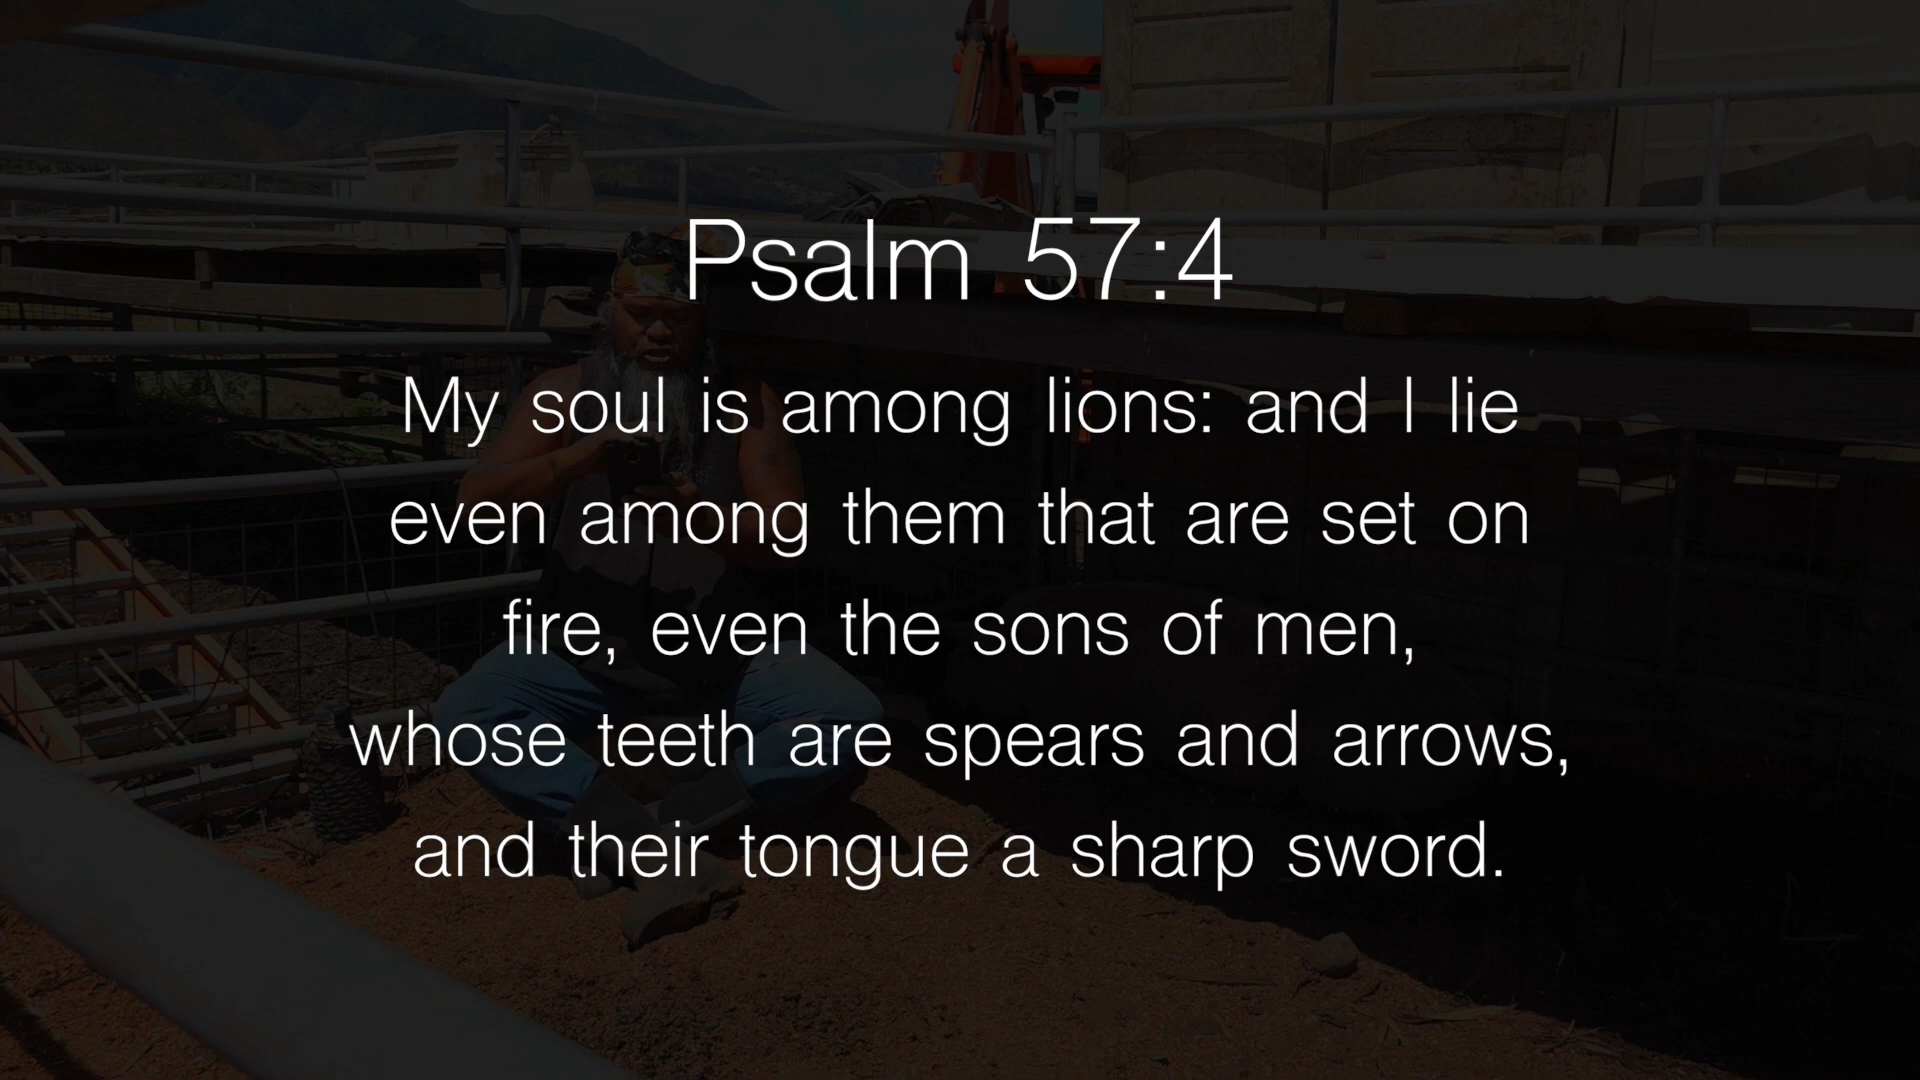 Psalm 57:4
My soul is among lions: and I lie
even among them that are set on
fire, even the sons of men,
whose teeth are spears and arrows,
and their tongue a sharp sword.